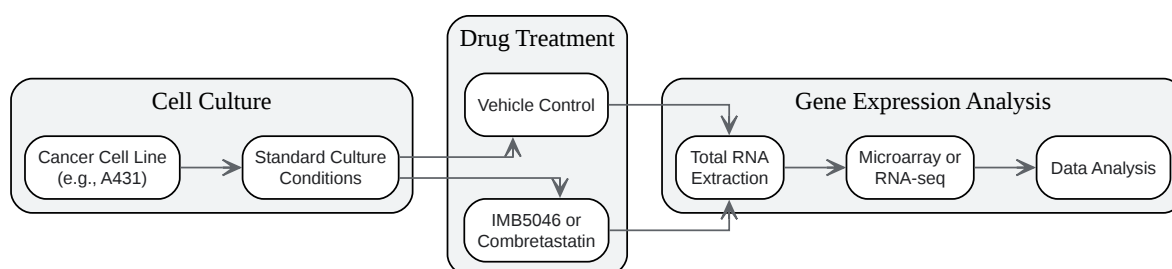 Cell Culture
Cancer Cell Line
(e.g., A431)
Standard Culture
Conditions
Drug Treatment
Vehicle Control
IMB5046 or
Combretastatin
Gene Expression Analysis
Total RNA
Extraction
Microarray or
RNA-seq
Data Analysis